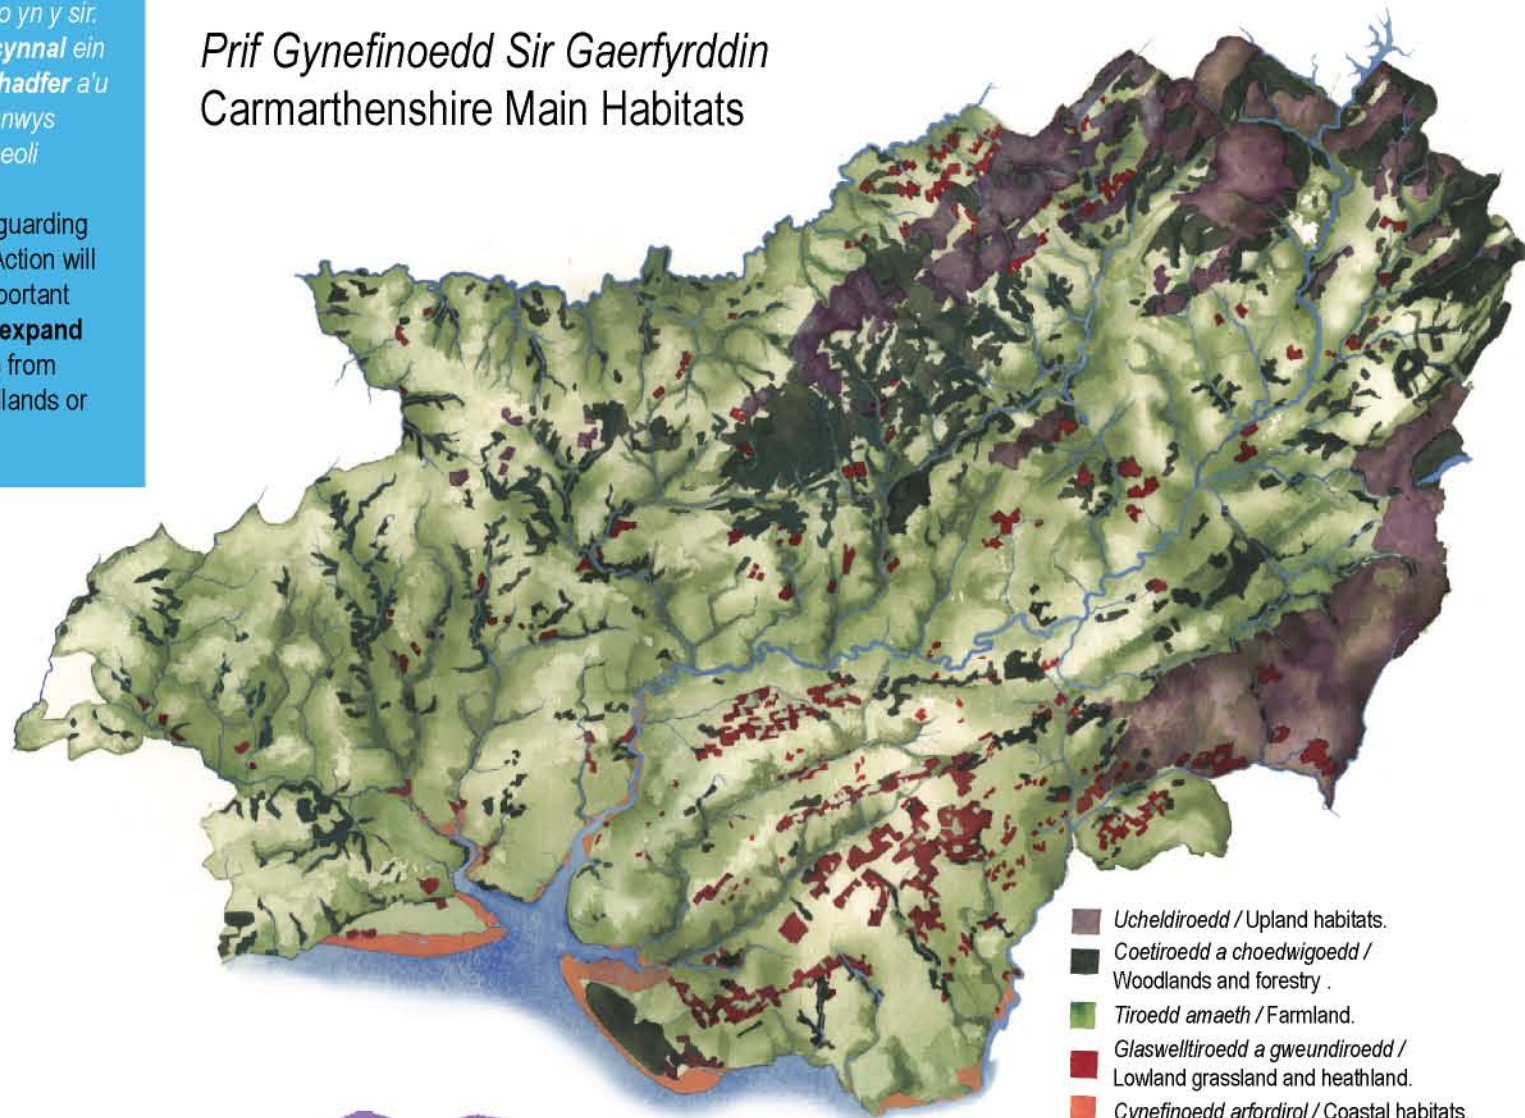 o yn y sir.
cynnal ein
hadfer a'u
nwys
eoli
guarding
Action will
portant
expand
from
lands or
Prif Gynefinoedd Sir Gaerfyrddin
Carmarthenshire Main Habitats
Ucheldiroedd / Upland habitats.
Coetiroedd a choedwigoedd /
Woodlands and forestry .
Tiroedd amaeth / Farmland.
Glaswelltiroedd a gweundiroedd /
Lowland grassland and heathland.
Cynefinoedd arfordirol / Coastal habitats.